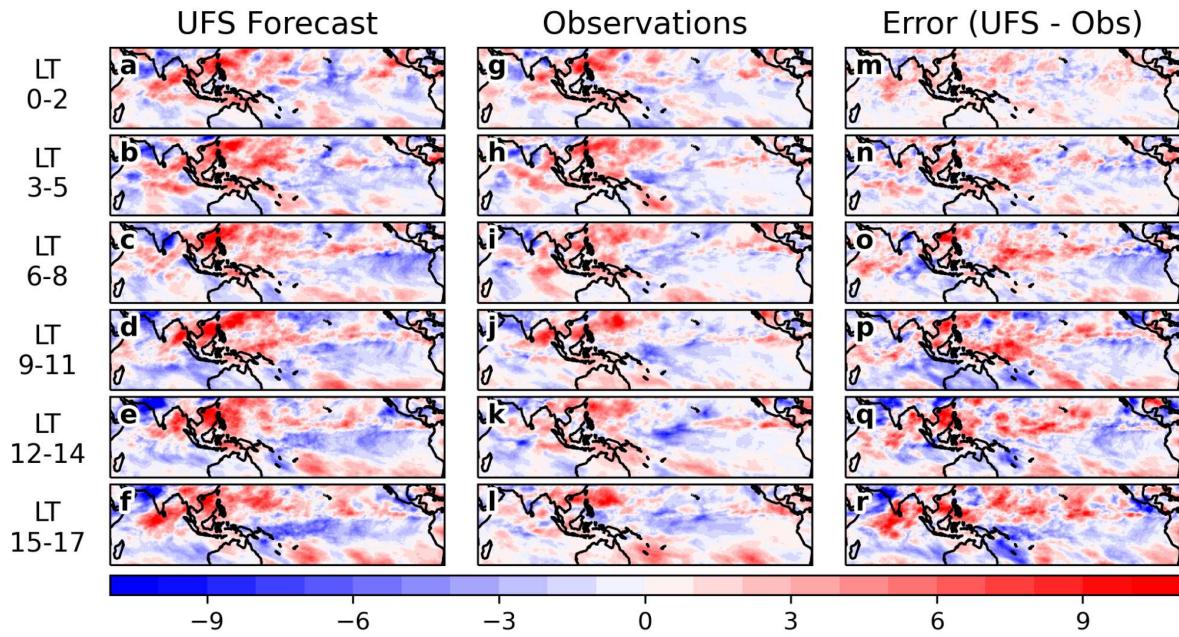 UFS Forecast Observations Error (UFS - Obs)
LT
0-2
a g m
LT
3-5
b h n
LT
6-8
c i o
LT
9-11
d j p
LT
12-14
e k q
LT
15-17
f l r
−9 −6 −3 0 3 6 9